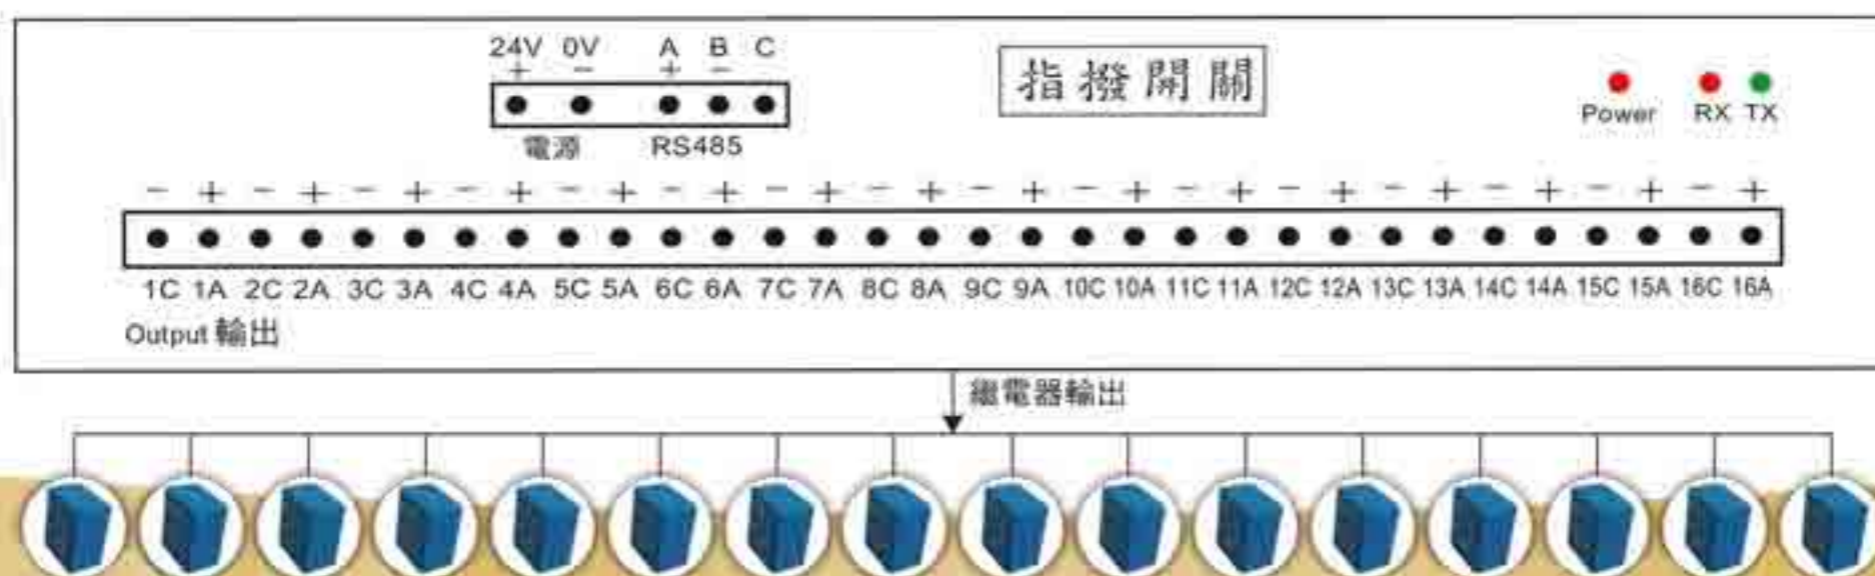 24V 0V A B C
+ − + −
指撥開關
電源 RS485
Power RX TX
− + − + − + − + − + − + − + − + − + − + − + − + − + − + − + − +
1C 1A 2C 2A 3C 3A 4C 4A 5C 5A 6C 6A 7C 7A 8C 8A 9C 9A 10C 10A 11C 11A 12C 12A 13C 13A 14C 14A 15C 15A 16C 16A
Output 輸出
繼電器輸出